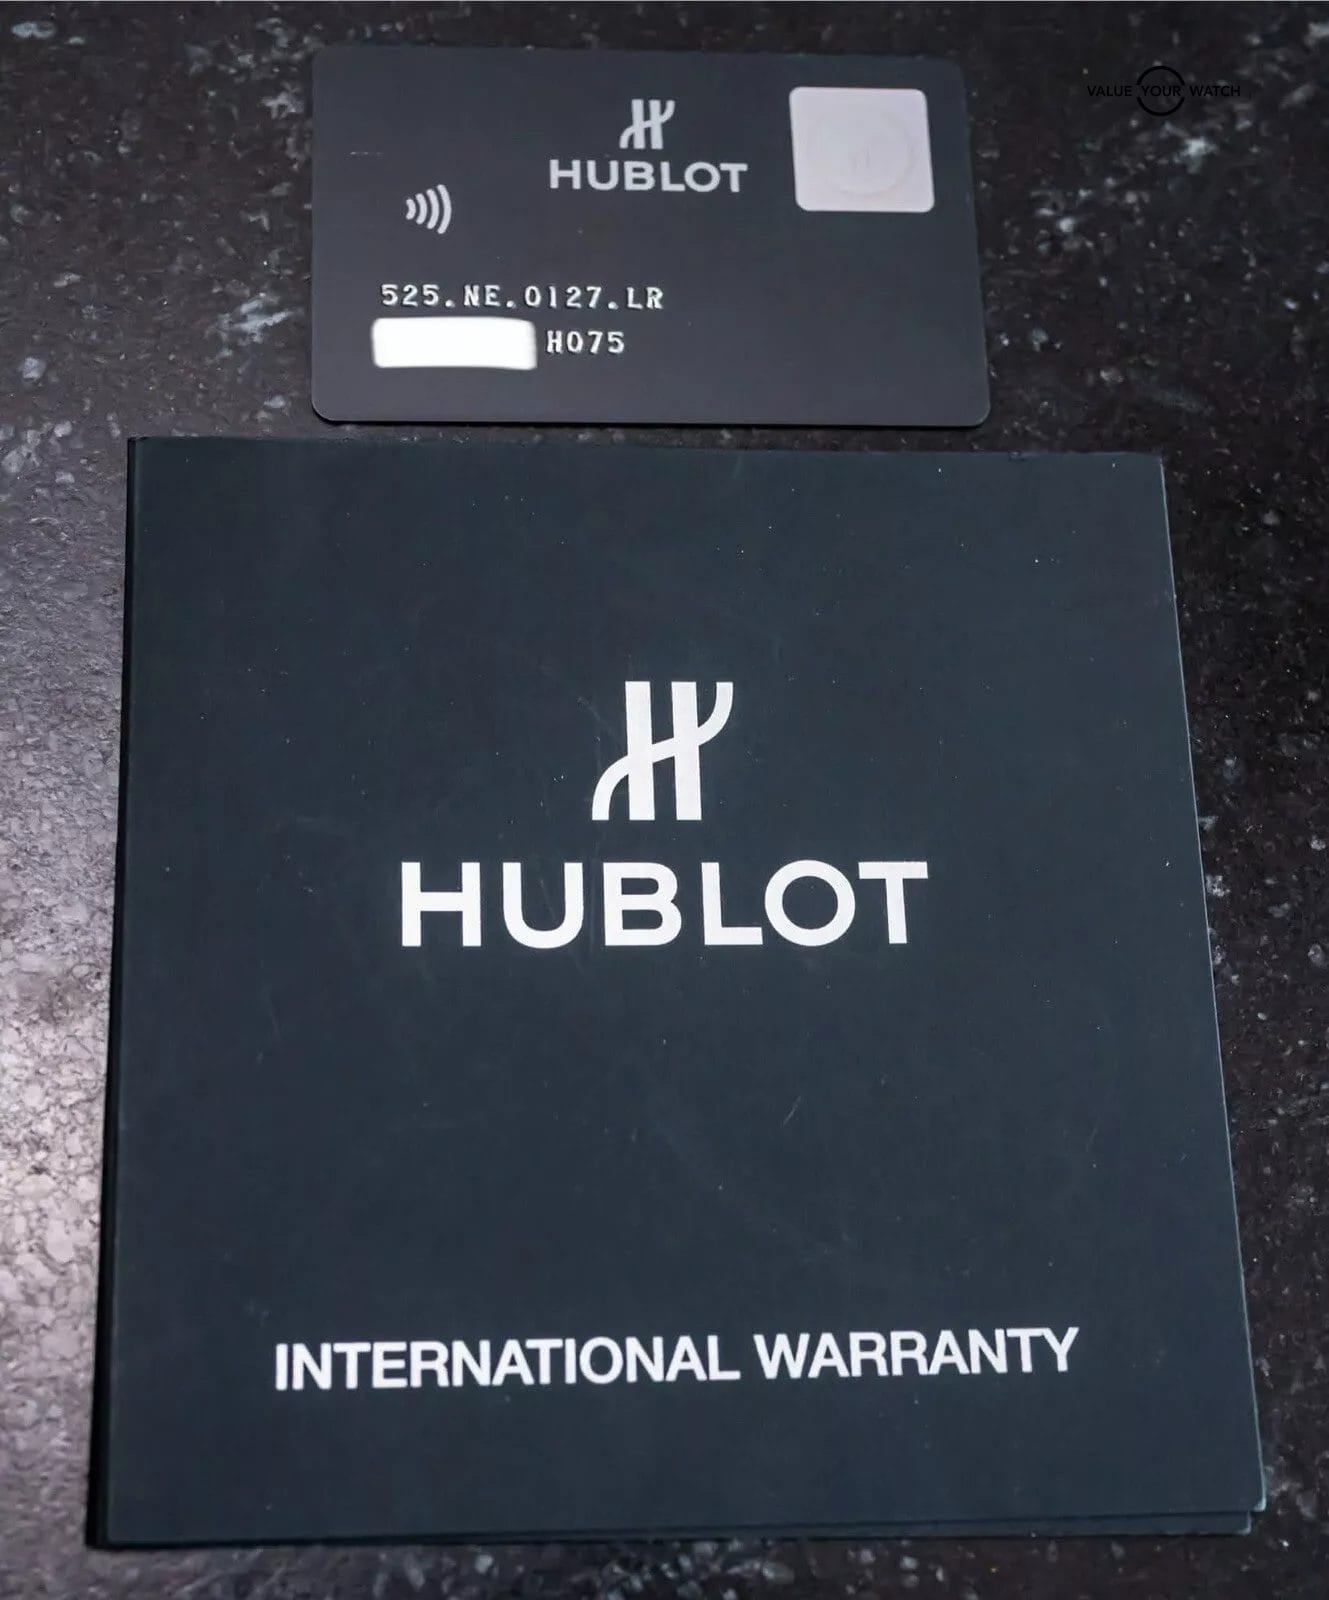 VALUE YOUR WATCH
HUBLOT
525.NE.0127.LR
H075
HUBLOT
INTERNATIONAL WARRANTY